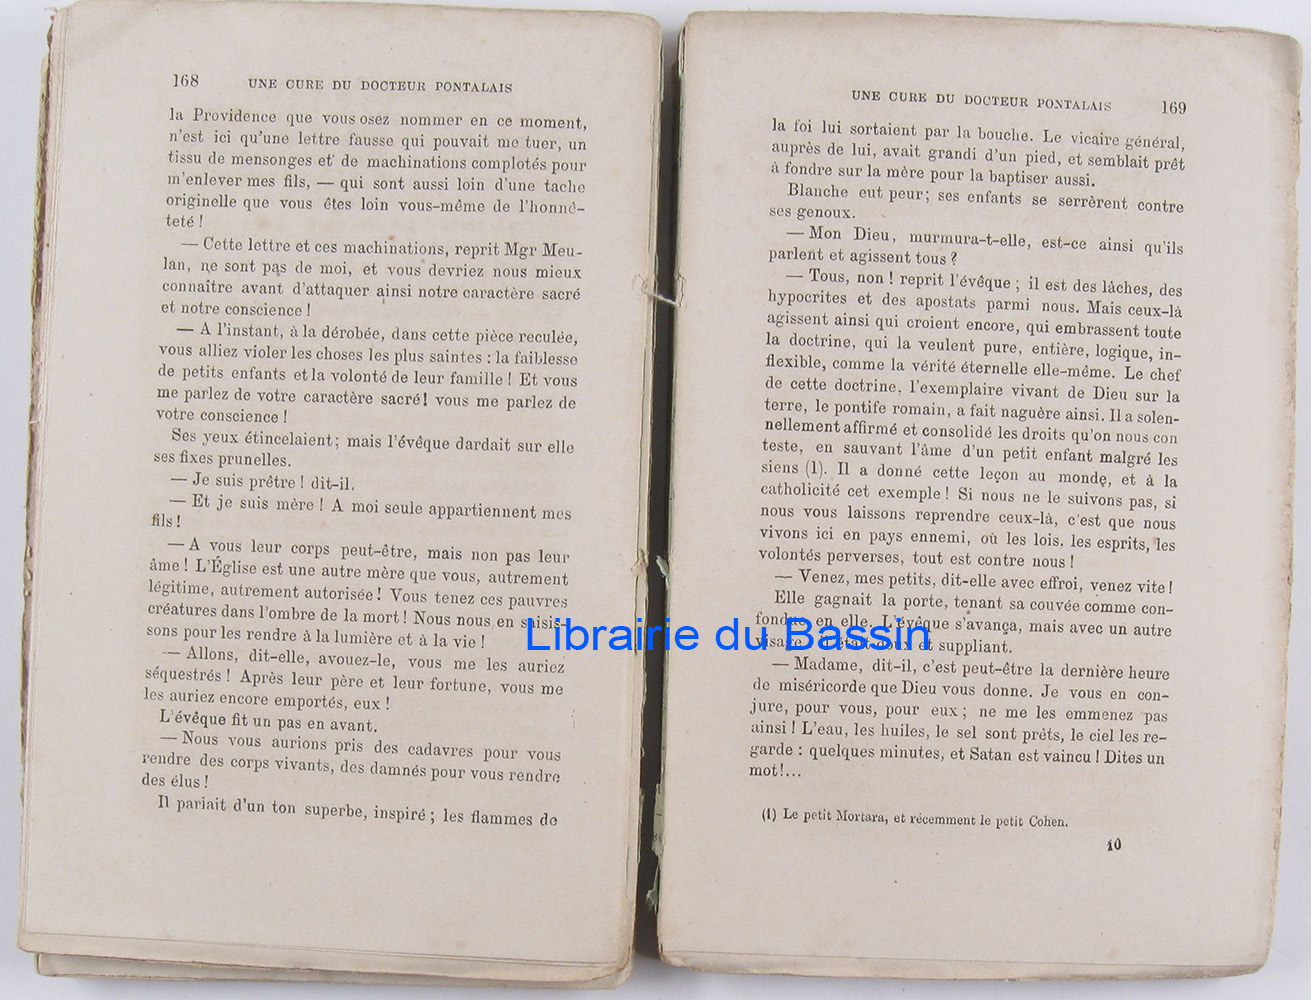 168 UNE CURE DU DOCTEUR PONTALAIS
la Providence que vous osez nommer en ce moment,
n'est ici qu'une lettre fausse qui pouvait me tuer, un
tissu de mensonges et de machinations complotés pour
m'enlever mes fils, — qui sont aussi loin d'une tache
originelle que vous êtes loin vous-même de l'honnê-
teté !
— Cette lettre et ces machinations, reprit Mgr Meu-
lan, ne sont pas de moi, et vous devriez nous mieux
connaître avant d'attaquer ainsi notre caractère sacré
et notre conscience !
— A l'instant, à la dérobée, dans cette pièce reculée,
vous alliez violer les choses les plus saintes : la faiblesse
de petits enfants et la volonté de leur famille ! Et vous
me parlez de votre caractère sacré! vous me parlez de
votre conscience !
Ses yeux étincelaient; mais l'évêque dardait sur elle
ses fixes prunelles.
— Je suis prêtre ! dit-il.
— Et je suis mère ! A moi seule appartiennent mes
fils !
— A vous leur corps peut-être, mais non pas leur
âme ! L'Église est une autre mère que vous, autrement
légitime, autrement autorisée ! Vous tenez ces pauvres
créatures dans l'ombre de la mort ! Nous nous en saisis-
sons pour les rendre à la lumière et à la vie !
— Allons, dit-elle, avouez-le, vous me les auriez
séquestrés ! Après leur père et leur fortune, vous me
les auriez encore emportés, eux !
L'évêque fit un pas en avant.
— Nous vous aurions pris des cadavres pour vous
rendre des corps vivants, des damnés pour vous rendre
des élus !
Il parlait d'un ton superbe, inspiré ; les flammes de
UNE CURE DU DOCTEUR PONTALAIS 169
la foi lui sortaient par la bouche. Le vicaire général,
auprès de lui, avait grandi d'un pied, et semblait prêt
à fondre sur la mère pour la baptiser aussi.
Blanche eut peur; ses enfants se serrèrent contre
ses genoux.
— Mon Dieu, murmura-t-elle, est-ce ainsi qu'ils
parlent et agissent tous ?
— Tous, non ! reprit l'évêque ; il est des lâches, des
hypocrites et des apostats parmi nous. Mais ceux-là
agissent ainsi qui croient encore, qui embrassent toute
la doctrine, qui la veulent pure, entière, logique, in-
flexible, comme la vérité éternelle elle-même. Le chef
de cette doctrine, l'exemplaire vivant de Dieu sur la
terre, le pontife romain, a fait naguère ainsi. Il a solen-
nellement affirmé et consolidé les droits qu'on nous con
teste, en sauvant l'âme d'un petit enfant malgré les
siens (1). Il a donné cette leçon au monde, et à la
catholicité cet exemple ! Si nous ne le suivons pas, si
nous vous laissons reprendre ceux-là, c'est que nous
vivons ici en pays ennemi, où les lois, les esprits, les
volontés perverses, tout est contre nous !
— Venez, mes petits, dit-elle avec effroi, venez vite !
Elle gagnait la porte, tenant sa couvée comme con-
fondue en elle. L'évêque s'avança, mais avec un autre
visage : il était doux et suppliant.
— Madame, dit-il, c'est peut-être la dernière heure
de miséricorde que Dieu vous donne. Je vous en con-
jure, pour vous, pour eux ; ne me les emmenez pas
ainsi ! L'eau, les huiles, le sel sont prêts, le ciel les re-
garde : quelques minutes, et Satan est vaincu ! Dites un
mot!...
(1) Le petit Mortara, et récemment le petit Cohen.
10
Librairie du Bassin